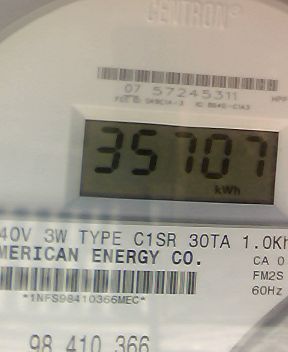 CENTRON®
07 57245311
35707
kWh
40V 3W TYPE C1SR 30TA 1.0Kh
MERICAN ENERGY CO.
CA 0
FM2S
60Hz
*1NFS98410366MEC*
98 410 366